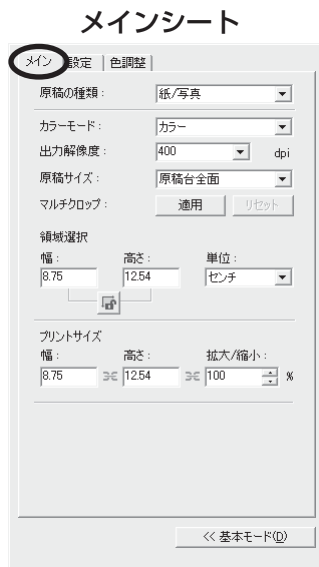 メインシート
メイン 設定 色調整
原稿の種類: 紙/写真
カラーモード: カラー
出力解像度: 400 dpi
原稿サイズ: 原稿台全面
マルチクロップ: 適用 リセット
領域選択
幅: 高さ: 単位:
8.75 12.54 センチ
プリントサイズ
幅: 高さ: 拡大/縮小:
8.75 12.54 100 %
<< 基本モード(D)